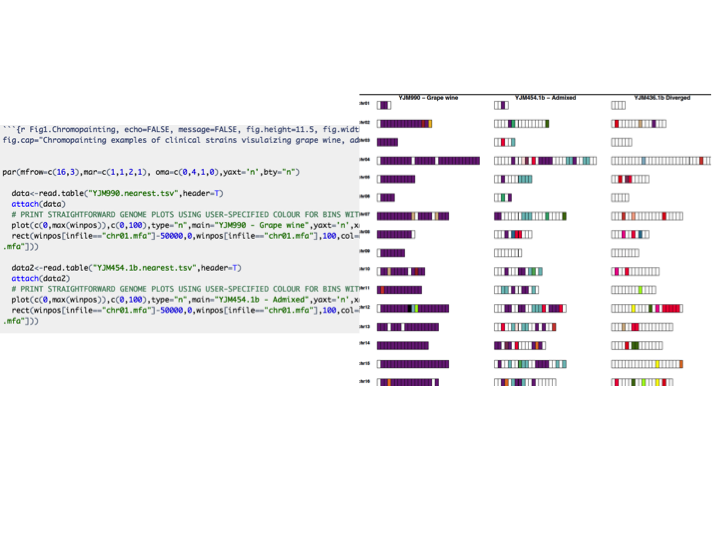 ```{r Fig1.Chromopainting, echo=FALSE, message=FALSE, fig.height=11.5, fig.widt
fig.cap="Chromopainting examples of clinical strains visulaizing grape wine, ad
par(mfrow=c(16,3),mar=c(1,1,2,1), oma=c(0,4,1,0),yaxt='n',bty="n")
data<-read.table("YJM990.nearest.tsv",header=T)
attach(data)
# PRINT STRAIGHTFORWARD GENOME PLOTS USING USER-SPECIFIED COLOUR FOR BINS WIT
plot(c(0,max(winpos)),c(0,100),type="n",main="YJM990 - Grape wine",yaxt='n',x
rect(winpos[infile=="chr01.mfa"]-50000,0,winpos[infile=="chr01.mfa"],100,col=
.mfa"]))
data2<-read.table("YJM454.1b.nearest.tsv",header=T)
attach(data2)
# PRINT STRAIGHTFORWARD GENOME PLOTS USING USER-SPECIFIED COLOUR FOR BINS WIT
plot(c(0,max(winpos)),c(0,100),type="n",main="YJM454.1b - Admixed",yaxt='n',x
rect(winpos[infile=="chr01.mfa"]-50000,0,winpos[infile=="chr01.mfa"],100,col=
.mfa"]))
YJM990 – Grape wine YJM454.1b – Admixed YJM436.1b Diverged
chr01
chr02
chr03
chr04
chr05
chr06
chr07
chr08
chr09
chr10
chr11
chr12
chr13
chr14
chr15
chr16